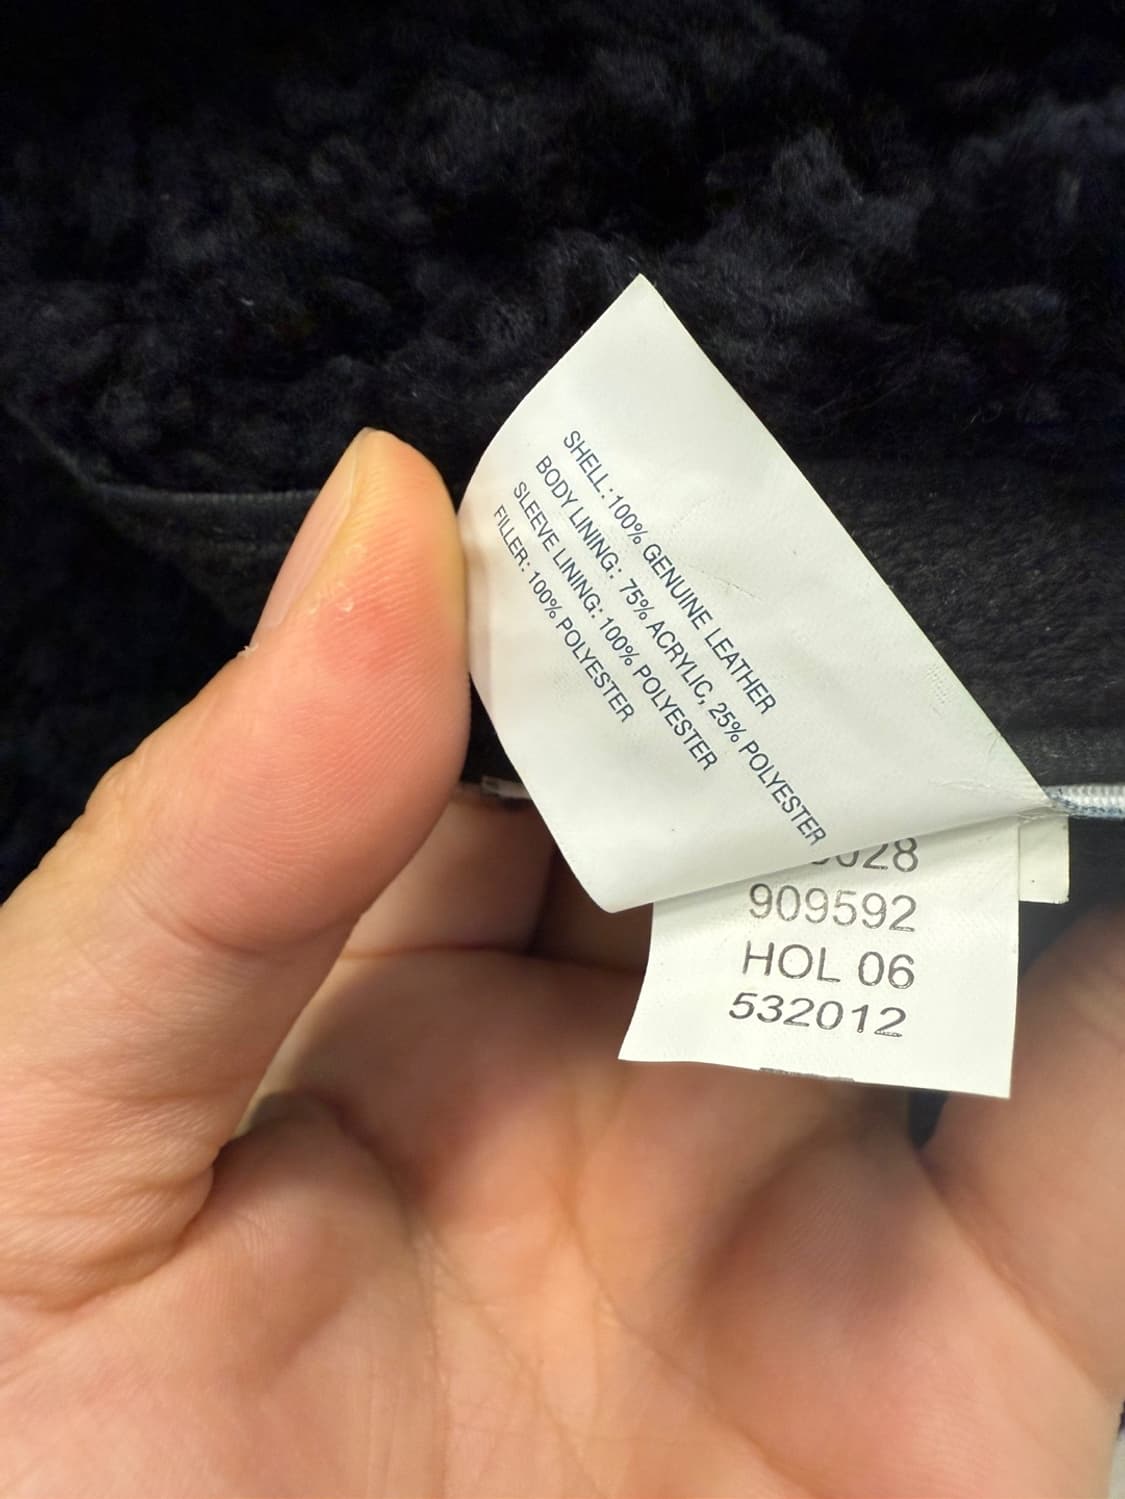 SHELL: 100% GENUINE LEATHER
BODY LINING: 75% ACRYLIC, 25% POLYESTER
SLEEVE LINING: 100% POLYESTER
FILLER: 100% POLYESTER
909592
HOL 06
532012